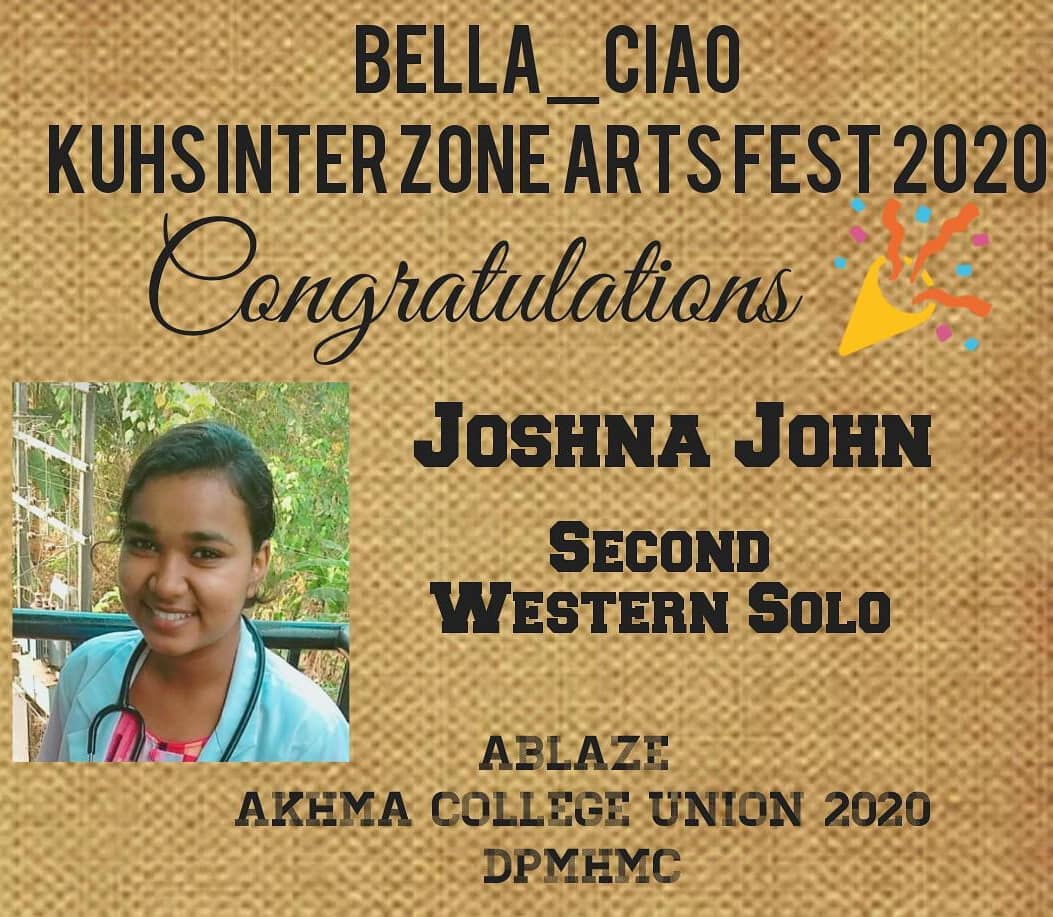 BELLA_CIAO
KUHS INTER ZONE ARTS FEST 2020
Congratulations
JOSHNA JOHN
SECOND
WESTERN SOLO
ABLAZE
AKHMA COLLEGE UNION 2020
DPMHMC